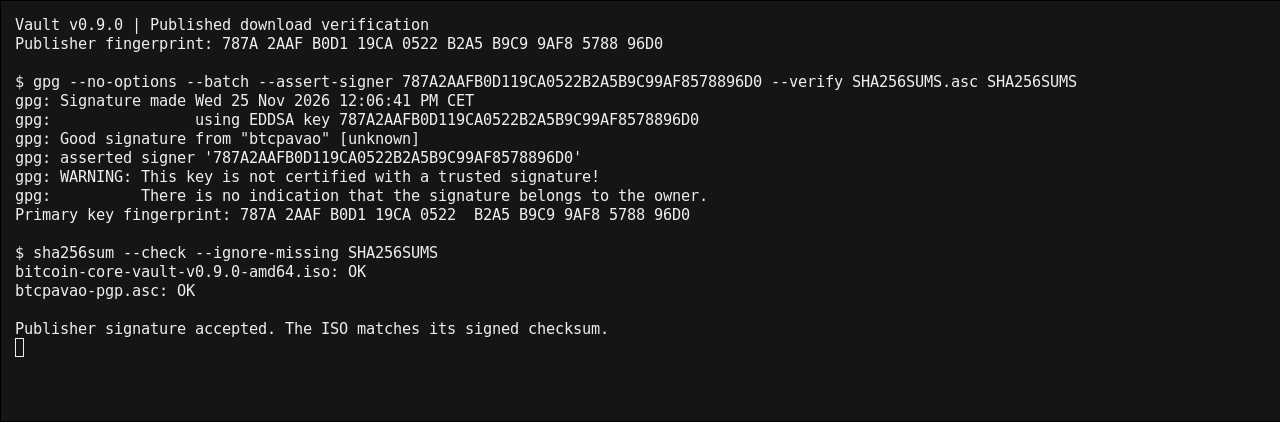 Vault v0.9.0 | Published download verification
Publisher fingerprint: 787A 2AAF B0D1 19CA 0522 B2A5 B9C9 9AF8 5788 96D0
$ gpg --no-options --batch --assert-signer 787A2AAFB0D119CA0522B2A5B9C99AF8578896D0 --verify SHA256SUMS.asc SHA256SUMS
gpg: Signature made Wed 25 Nov 2026 12:06:41 PM CET
gpg:                using EDDSA key 787A2AAFB0D119CA0522B2A5B9C99AF8578896D0
gpg: Good signature from "btcpavao" [unknown]
gpg: asserted signer '787A2AAFB0D119CA0522B2A5B9C99AF8578896D0'
gpg: WARNING: This key is not certified with a trusted signature!
gpg:          There is no indication that the signature belongs to the owner.
Primary key fingerprint: 787A 2AAF B0D1 19CA 0522  B2A5 B9C9 9AF8 5788 96D0
$ sha256sum --check --ignore-missing SHA256SUMS
bitcoin-core-vault-v0.9.0-amd64.iso: OK
btcpavao-pgp.asc: OK
Publisher signature accepted. The ISO matches its signed checksum.